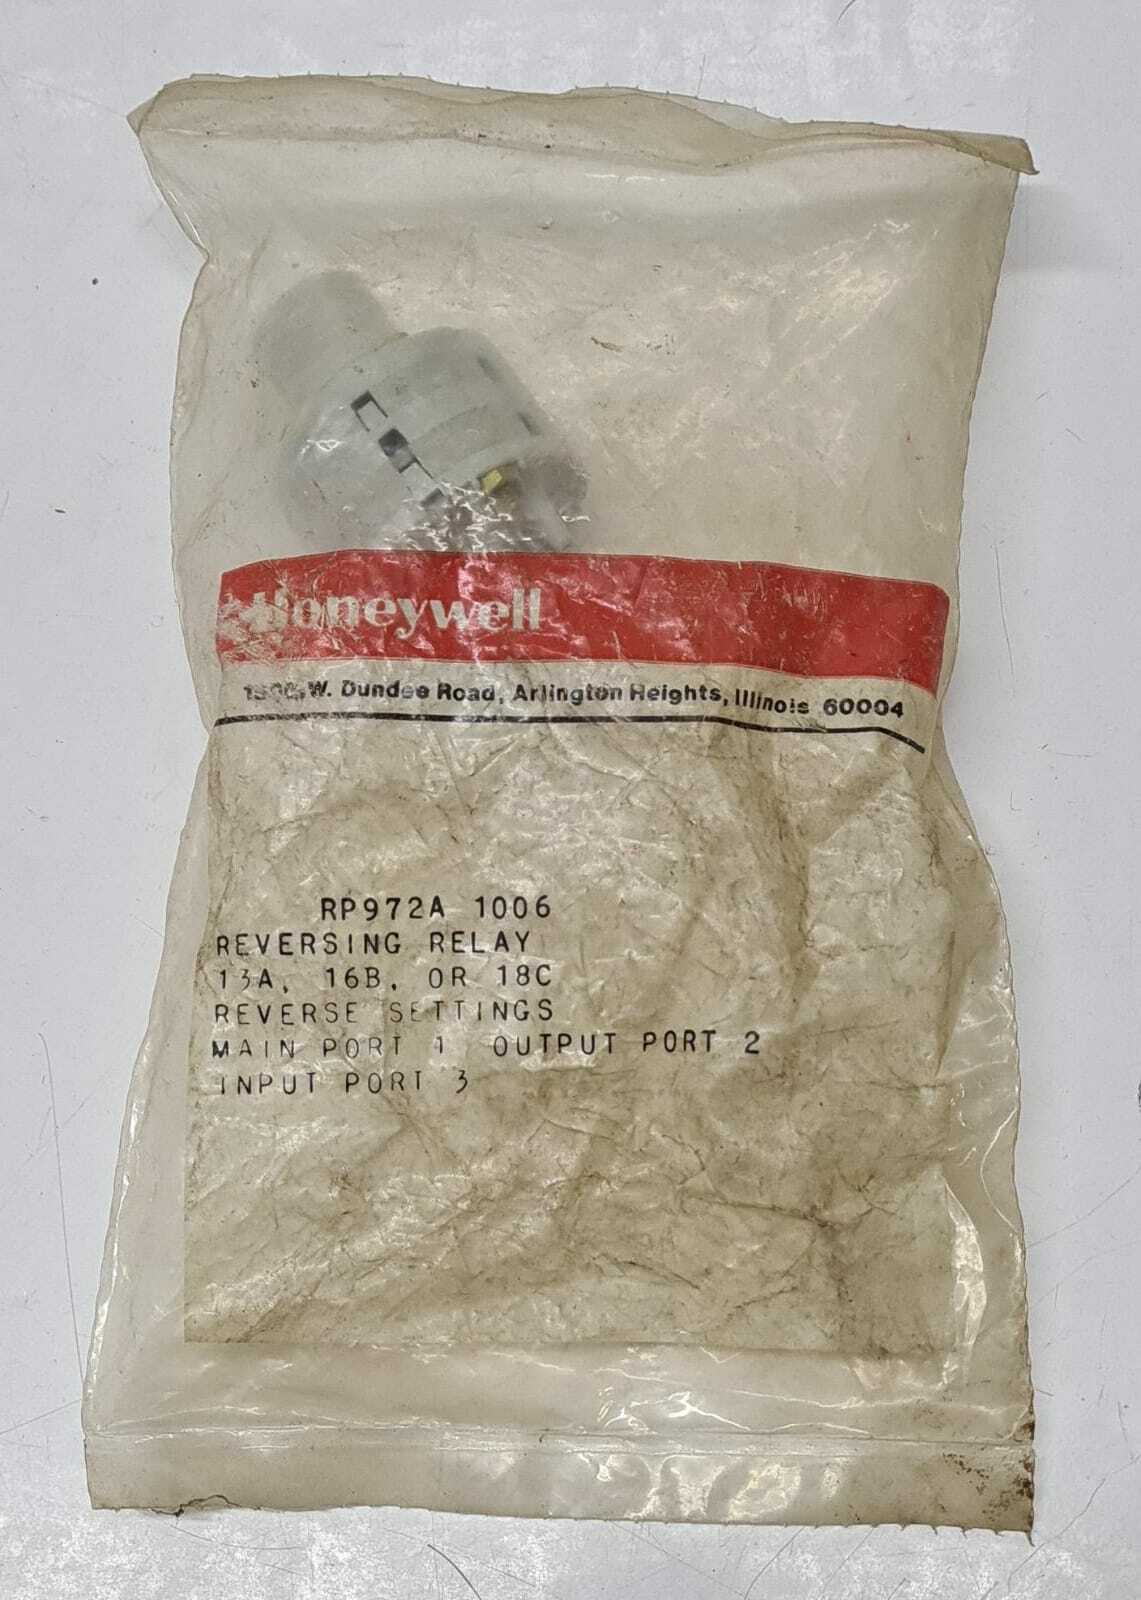 Honeywell
W. Dundee Road, Arlington Heights, Illinois 60004
RP972A 1006
REVERSING RELAY
13A, 16B, OR 18C
REVERSE SETTINGS
MAIN PORT 1 OUTPUT PORT 2
INPUT PORT 3